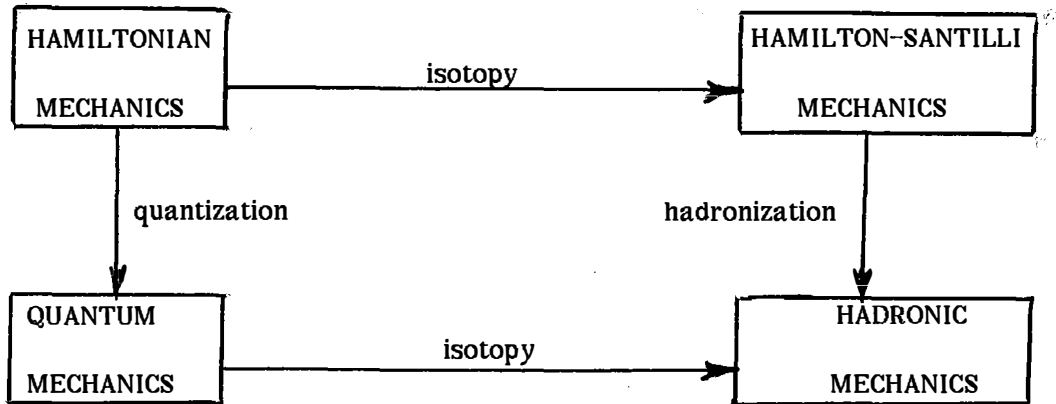 HAMILTONIAN
MECHANICS
isotopy
HAMILTON-SANTILLI
MECHANICS
quantization
hadronization
QUANTUM
MECHANICS
isotopy
HADRONIC
MECHANICS